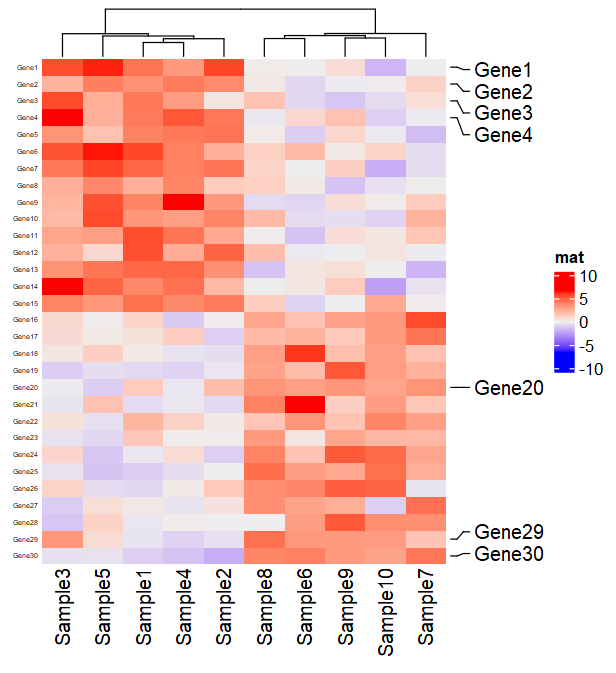 Gene1
Gene2
Gene3
Gene4
Gene5
Gene6
Gene7
Gene8
Gene9
Gene10
Gene11
Gene12
Gene13
Gene14
Gene15
Gene16
Gene17
Gene18
Gene19
Gene20
Gene21
Gene22
Gene23
Gene24
Gene25
Gene26
Gene27
Gene28
Gene29
Gene30
Gene1
Gene2
Gene3
Gene4
Gene20
Gene29
Gene30
mat
10
5
0
-5
-10
Sample3
Sample5
Sample1
Sample4
Sample2
Sample8
Sample6
Sample9
Sample10
Sample7